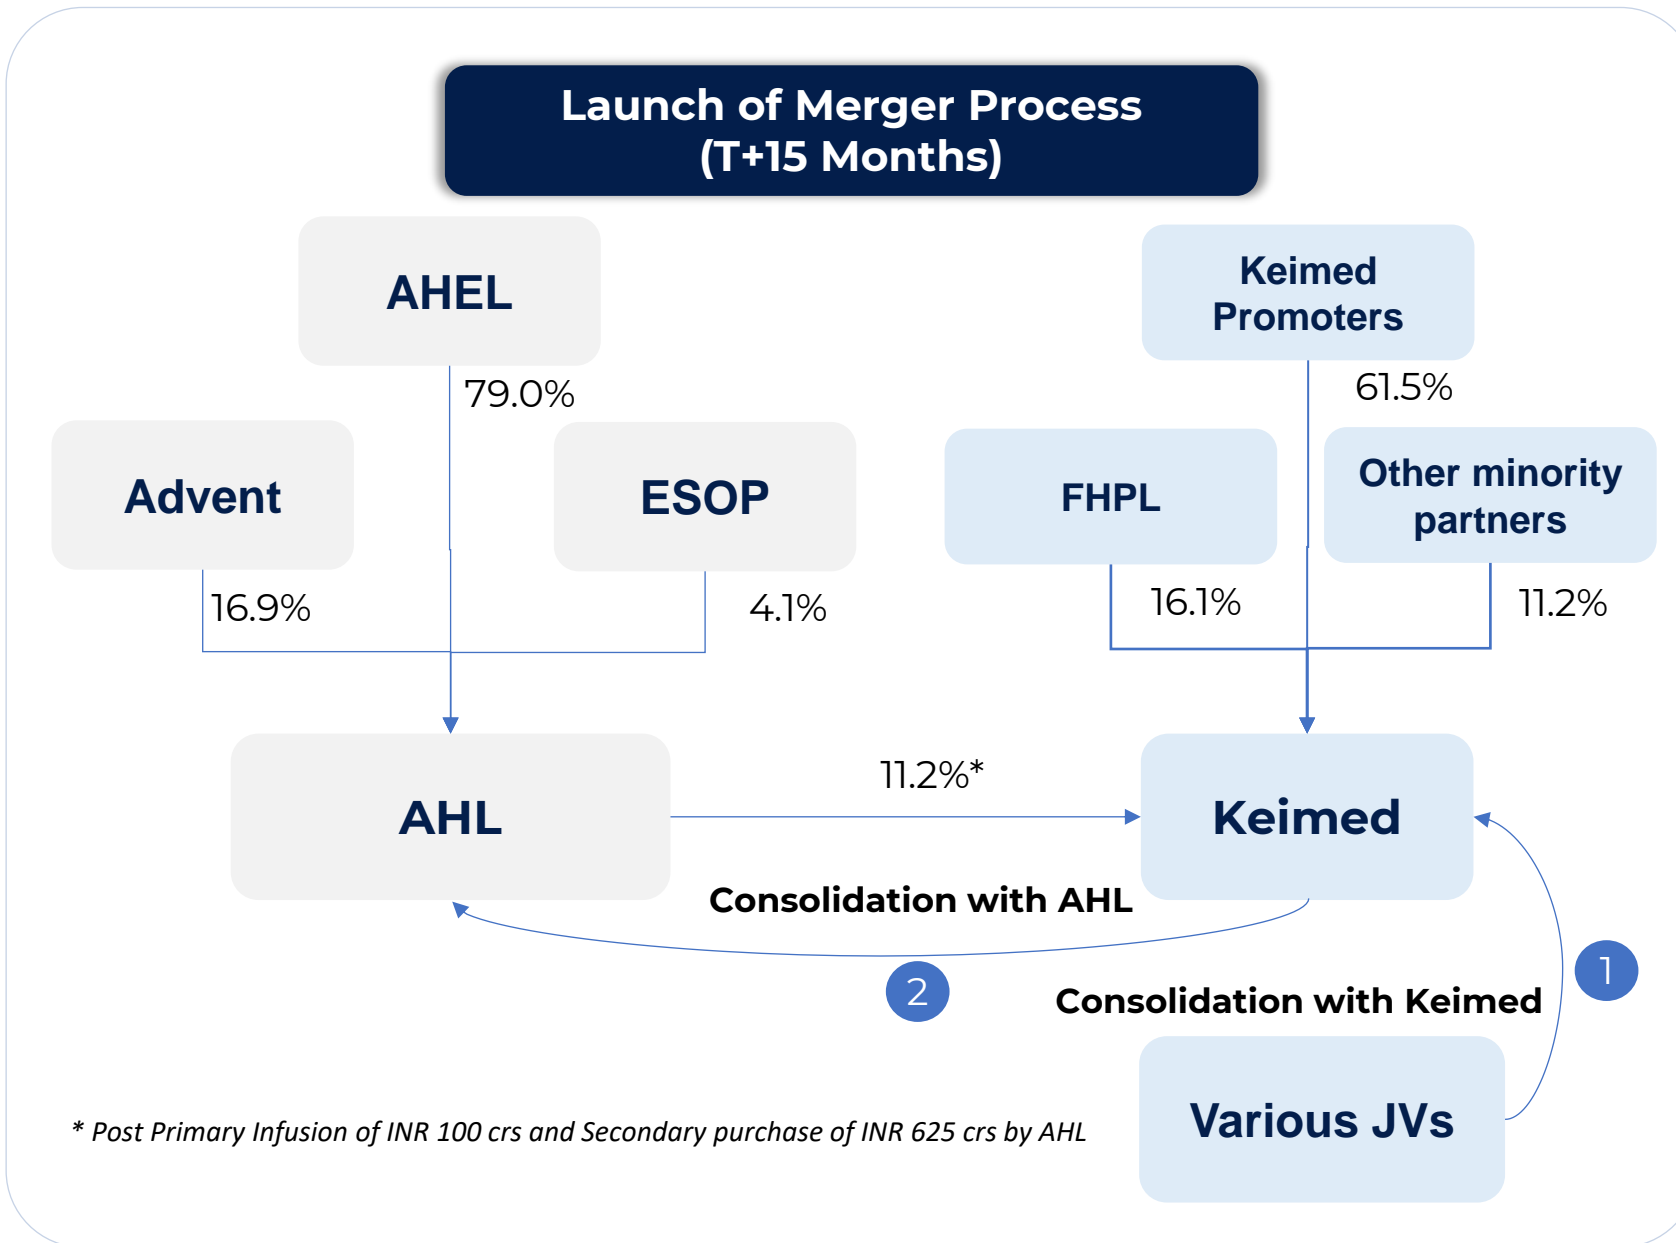 Launch of Merger Process
(T+15 Months)
AHEL
Keimed
Promoters
79.0%
61.5%
Advent
ESOP
FHPL
Other minority
partners
16.9%
4.1%
16.1%
11.2%
AHL
11.2%*
Keimed
Consolidation with AHL
2
1
Consolidation with Keimed
Various JVs
* Post Primary Infusion of INR 100 crs and Secondary purchase of INR 625 crs by AHL